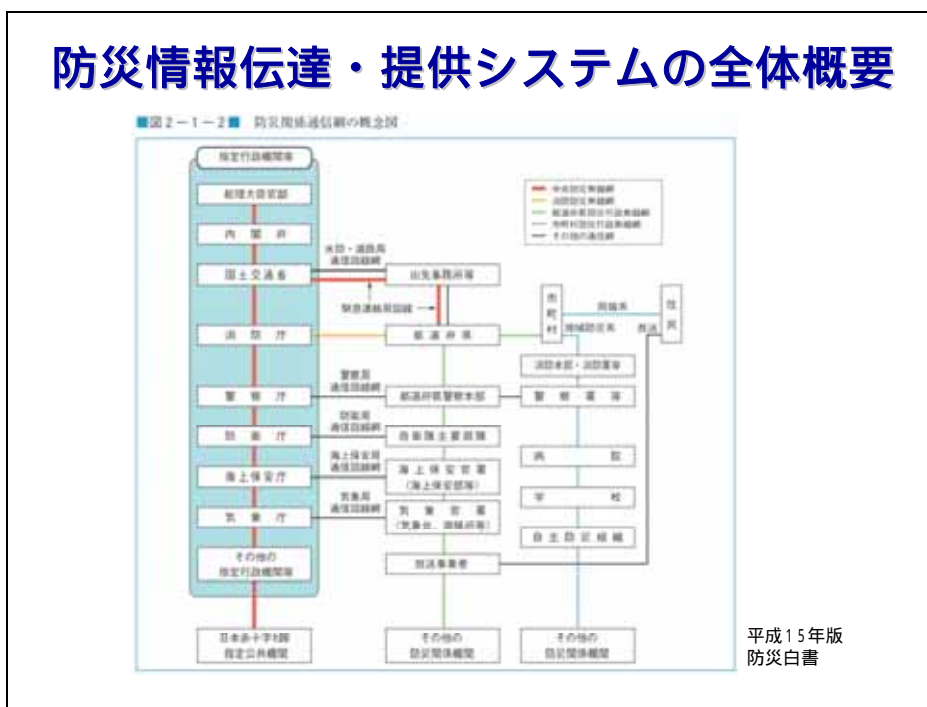 防災情報伝達・提供システムの全体概要
■図2-1-2■ 防災関係通信網の概念図
指定行政機関等
総理大臣官邸
内閣府
国土交通省
消防庁
警察庁
防衛庁
海上保安庁
気象庁
その他の
指定行政機関等
日本赤十字社等
指定公共機関
水防・道路用
通信回線網
緊急連絡用回線
警察用
通信回線網
防衛用
通信回線網
海上保安用
通信回線網
気象用
通信回線網
出先事務所等
都道府県
都道府県警察本部
自衛隊主要部隊
海上保安官署
(海上保安部等)
気象官署
(気象台、測候所等)
放送事業者
その他の
防災関係機関
中央防災無線網
消防防災無線網
都道府県防災行政無線網
市町村防災行政無線網
その他の通信網
市町村
同報系
住民
地域防災系
放送
消防本部・消防署等
警察署等
病院
学校
自主防災組織
その他の
防災関係機関
平成15年版
防災白書